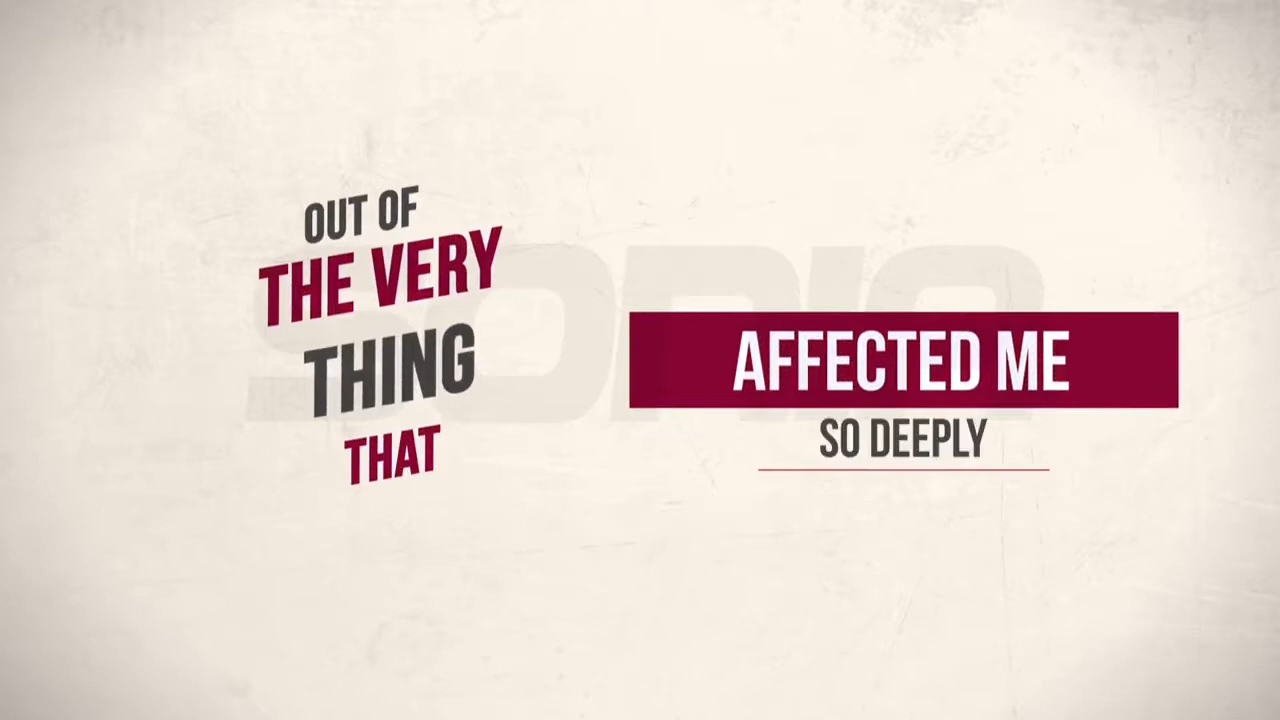 OUT OF
THE VERY
THING
THAT
AFFECTED ME
SO DEEPLY